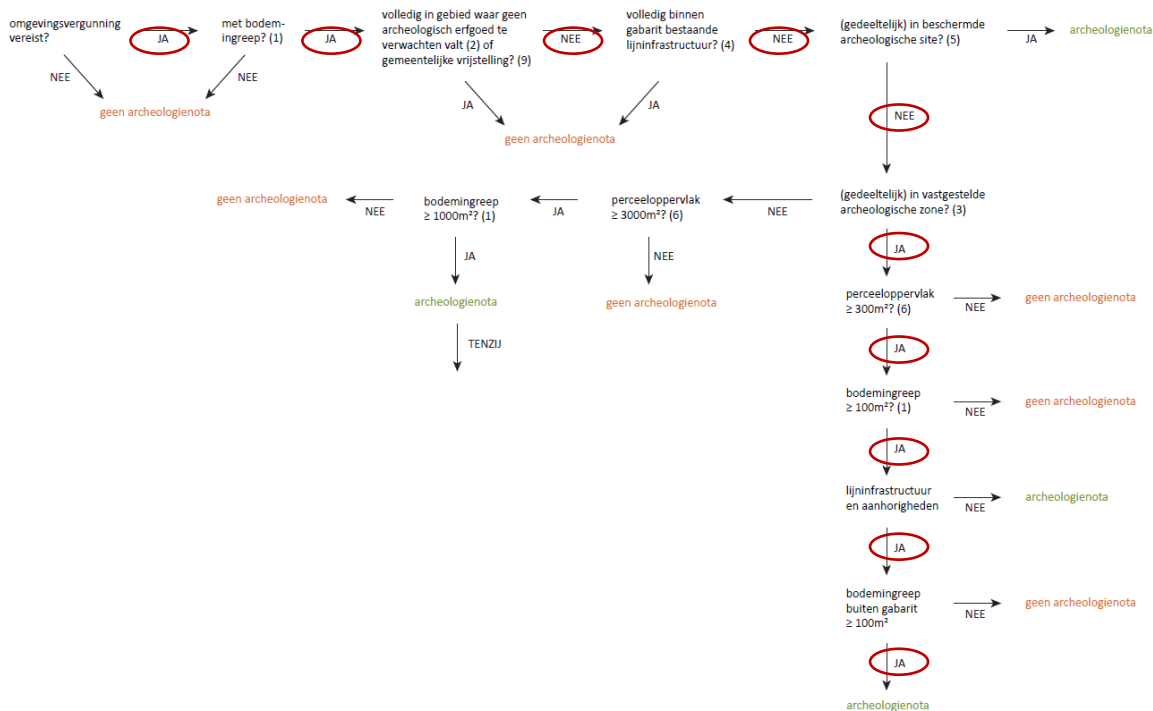 omgevingsvergunning
vereist?
JA
met bodem-
ingreep? (1)
JA
volledig in gebied waar geen
archeologisch erfgoed te
verwachten valt (2) of
gemeentelijke vrijstelling? (9)
NEE
volledig binnen
gabarit bestaande
lijninfrastructuur? (4)
NEE
(gedeeltelijk) in beschermde
archeologische site? (5)
JA
archeologienota
NEE
NEE
geen archeologienota
JA
JA
geen archeologienota
NEE
geen archeologienota
NEE
bodemingreep
≥ 1000m²? (1)
JA
perceeloppervlak
≥ 3000m²? (6)
NEE
(gedeeltelijk) in vastgestelde
archeologische zone? (3)
JA
NEE
JA
archeologienota
geen archeologienota
perceeloppervlak
≥ 300m²? (6)
NEE
geen archeologienota
TENZIJ
JA
bodemingreep
≥ 100m²? (1)
NEE
geen archeologienota
JA
lijninfrastructuur
en aanhorigheden
NEE
archeologienota
JA
bodemingreep
buiten gabarit
≥ 100m²
NEE
geen archeologienota
JA
archeologienota